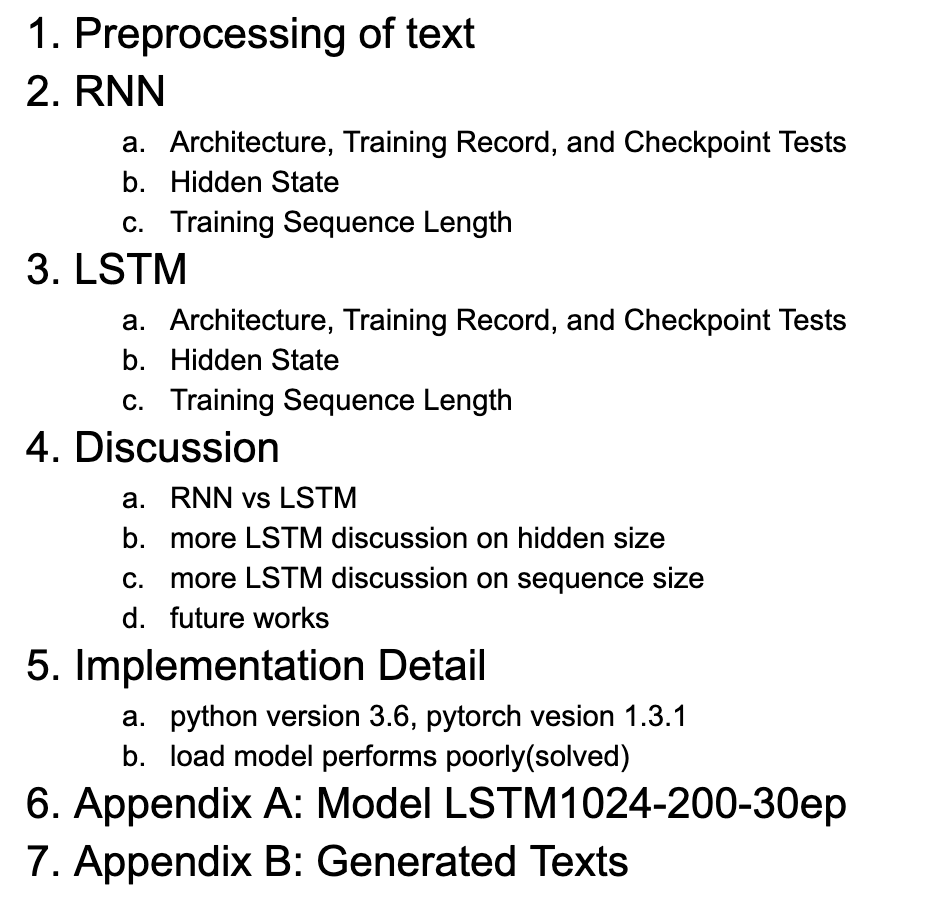 1. Preprocessing of text
2. RNN
a. Architecture, Training Record, and Checkpoint Tests
b. Hidden State
c. Training Sequence Length
3. LSTM
a. Architecture, Training Record, and Checkpoint Tests
b. Hidden State
c. Training Sequence Length
4. Discussion
a. RNN vs LSTM
b. more LSTM discussion on hidden size
c. more LSTM discussion on sequence size
d. future works
5. Implementation Detail
a. python version 3.6, pytorch vesion 1.3.1
b. load model performs poorly(solved)
6. Appendix A: Model LSTM1024-200-30ep
7. Appendix B: Generated Texts